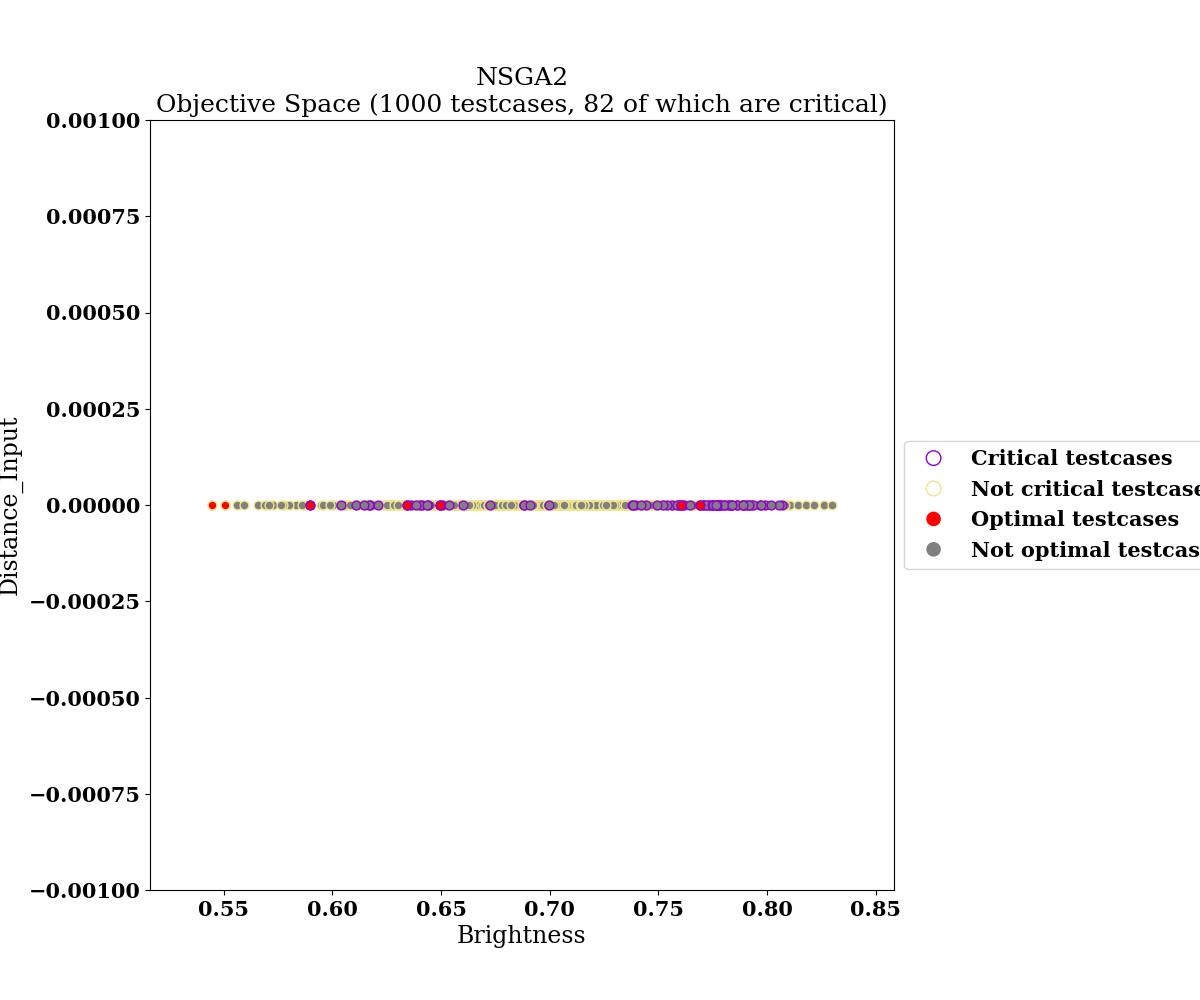 NSGA2
Objective Space (1000 testcases, 82 of which are critical)
0.00100
0.00075
0.00050
0.00025
0.00000
−0.00025
−0.00050
−0.00075
−0.00100
Distance_Input
0.55 0.60 0.65 0.70 0.75 0.80 0.85
Brightness
Critical testcases
Not critical testcase
Optimal testcases
Not optimal testcas